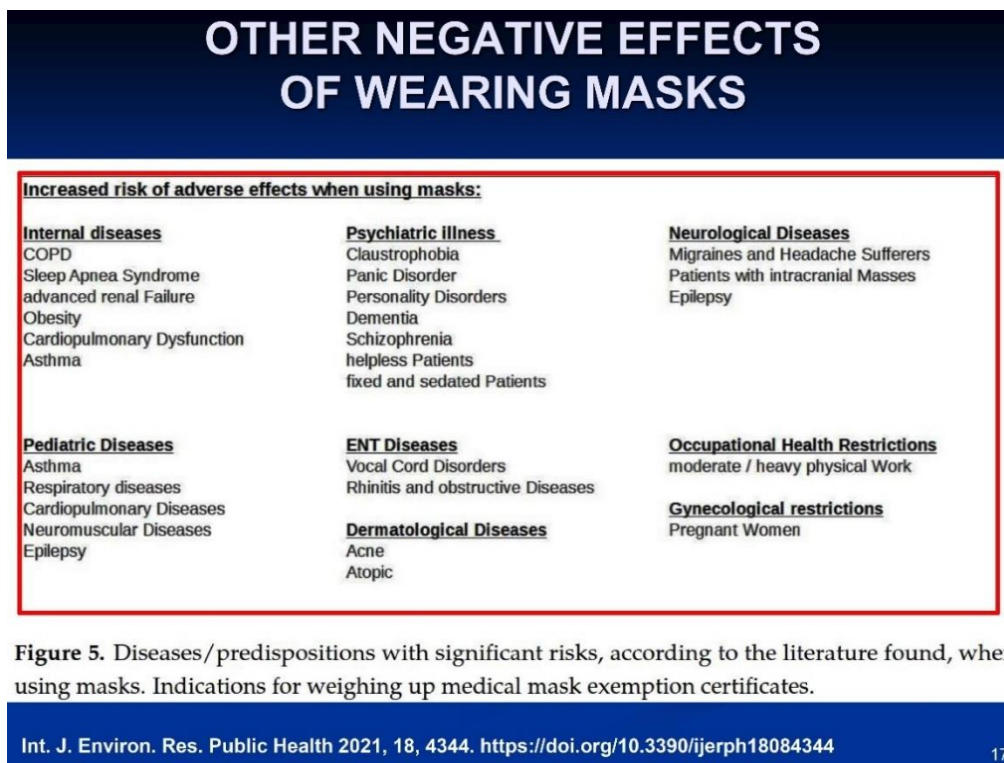 OTHER NEGATIVE EFFECTS
OF WEARING MASKS
Increased risk of adverse effects when using masks:
Internal diseases
COPD
Sleep Apnea Syndrome
advanced renal Failure
Obesity
Cardiopulmonary Dysfunction
Asthma
Psychiatric illness
Claustrophobia
Panic Disorder
Personality Disorders
Dementia
Schizophrenia
helpless Patients
fixed and sedated Patients
Neurological Diseases
Migraines and Headache Sufferers
Patients with intracranial Masses
Epilepsy
Pediatric Diseases
Asthma
Respiratory diseases
Cardiopulmonary Diseases
Neuromuscular Diseases
Epilepsy
ENT Diseases
Vocal Cord Disorders
Rhinitis and obstructive Diseases
Dermatological Diseases
Acne
Atopic
Occupational Health Restrictions
moderate / heavy physical Work
Gynecological restrictions
Pregnant Women
Figure 5. Diseases/predispositions with significant risks, according to the literature found, whe
using masks. Indications for weighing up medical mask exemption certificates.
Int. J. Environ. Res. Public Health 2021, 18, 4344. https://doi.org/10.3390/ijerph18084344
17